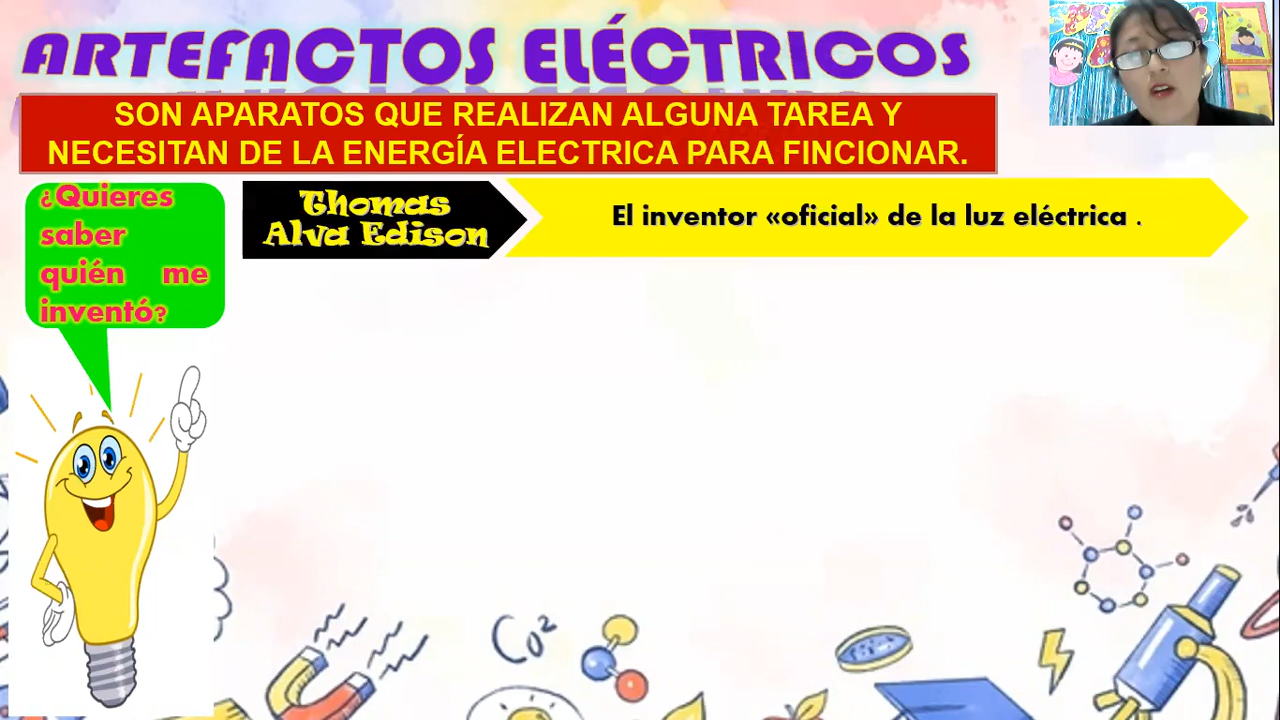 ARTEFACTOS ELÉCTRICOS
SON APARATOS QUE REALIZAN ALGUNA TAREA Y
NECESITAN DE LA ENERGÍA ELECTRICA PARA FINCIONAR.
¿Quieres
saber
quién me
inventó?
Thomas
Alva Edison
El inventor «oficial» de la luz eléctrica .
Co²